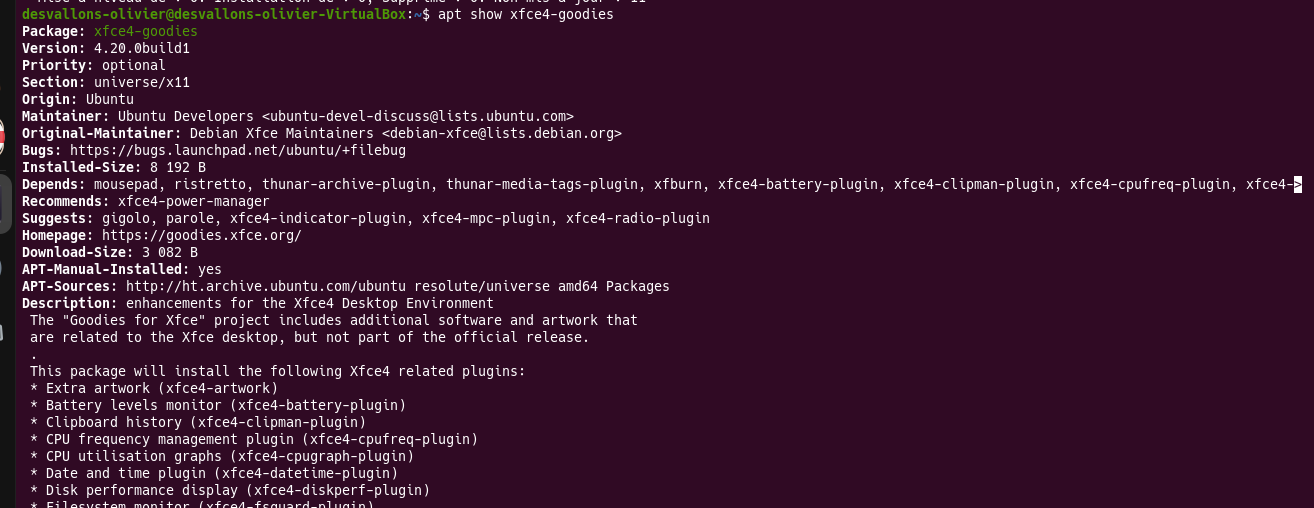 desvallons-olivier@desvallons-olivier-VirtualBox:~$ apt show xfce4-goodies
Package: xfce4-goodies
Version: 4.20.0build1
Priority: optional
Section: universe/x11
Origin: Ubuntu
Maintainer: Ubuntu Developers <ubuntu-devel-discuss@lists.ubuntu.com>
Original-Maintainer: Debian Xfce Maintainers <debian-xfce@lists.debian.org>
Bugs: https://bugs.launchpad.net/ubuntu/+filebug
Installed-Size: 8 192 B
Depends: mousepad, ristretto, thunar-archive-plugin, thunar-media-tags-plugin, xfburn, xfce4-battery-plugin, xfce4-clipman-plugin, xfce4-cpufreq-plugin, xfce4->
Recommends: xfce4-power-manager
Suggests: gigolo, parole, xfce4-indicator-plugin, xfce4-mpc-plugin, xfce4-radio-plugin
Homepage: https://goodies.xfce.org/
Download-Size: 3 082 B
APT-Manual-Installed: yes
APT-Sources: http://ht.archive.ubuntu.com/ubuntu resolute/universe amd64 Packages
Description: enhancements for the Xfce4 Desktop Environment
The "Goodies for Xfce" project includes additional software and artwork that
are related to the Xfce desktop, but not part of the official release.
.
This package will install the following Xfce4 related plugins:
* Extra artwork (xfce4-artwork)
* Battery levels monitor (xfce4-battery-plugin)
* Clipboard history (xfce4-clipman-plugin)
* CPU frequency management plugin (xfce4-cpufreq-plugin)
* CPU utilisation graphs (xfce4-cpugraph-plugin)
* Date and time plugin (xfce4-datetime-plugin)
* Disk performance display (xfce4-diskperf-plugin)
* Filesystem monitor (xfce4-fsguard-plugin)